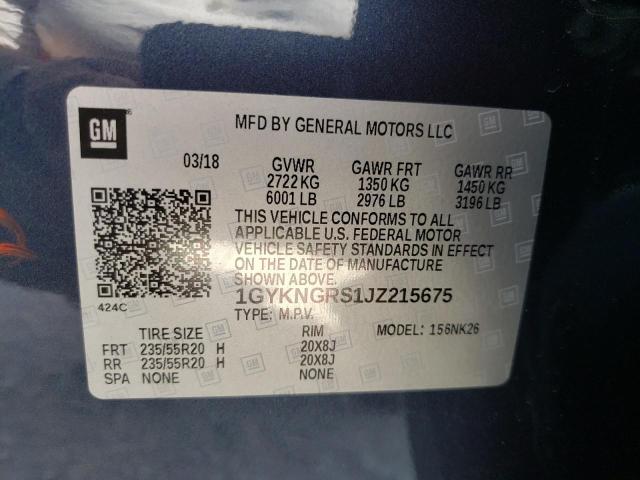 GM
MFD BY GENERAL MOTORS LLC
03/18 GVWR GAWR FRT GAWR RR
2722 KG 1350 KG 1450 KG
6001 LB 2976 LB 3196 LB
THIS VEHICLE CONFORMS TO ALL
APPLICABLE U.S. FEDERAL MOTOR
VEHICLE SAFETY STANDARDS IN EFFECT
ON THE DATE OF MANUFACTURE
SHOWN ABOVE.
424C
1GYKNGRS1JZ215675
TYPE: M.P.V. MODEL: 156NK26
TIRE SIZE RIM
FRT 235/55R20 H 20X8J
RR 235/55R20 H 20X8J
SPA NONE NONE